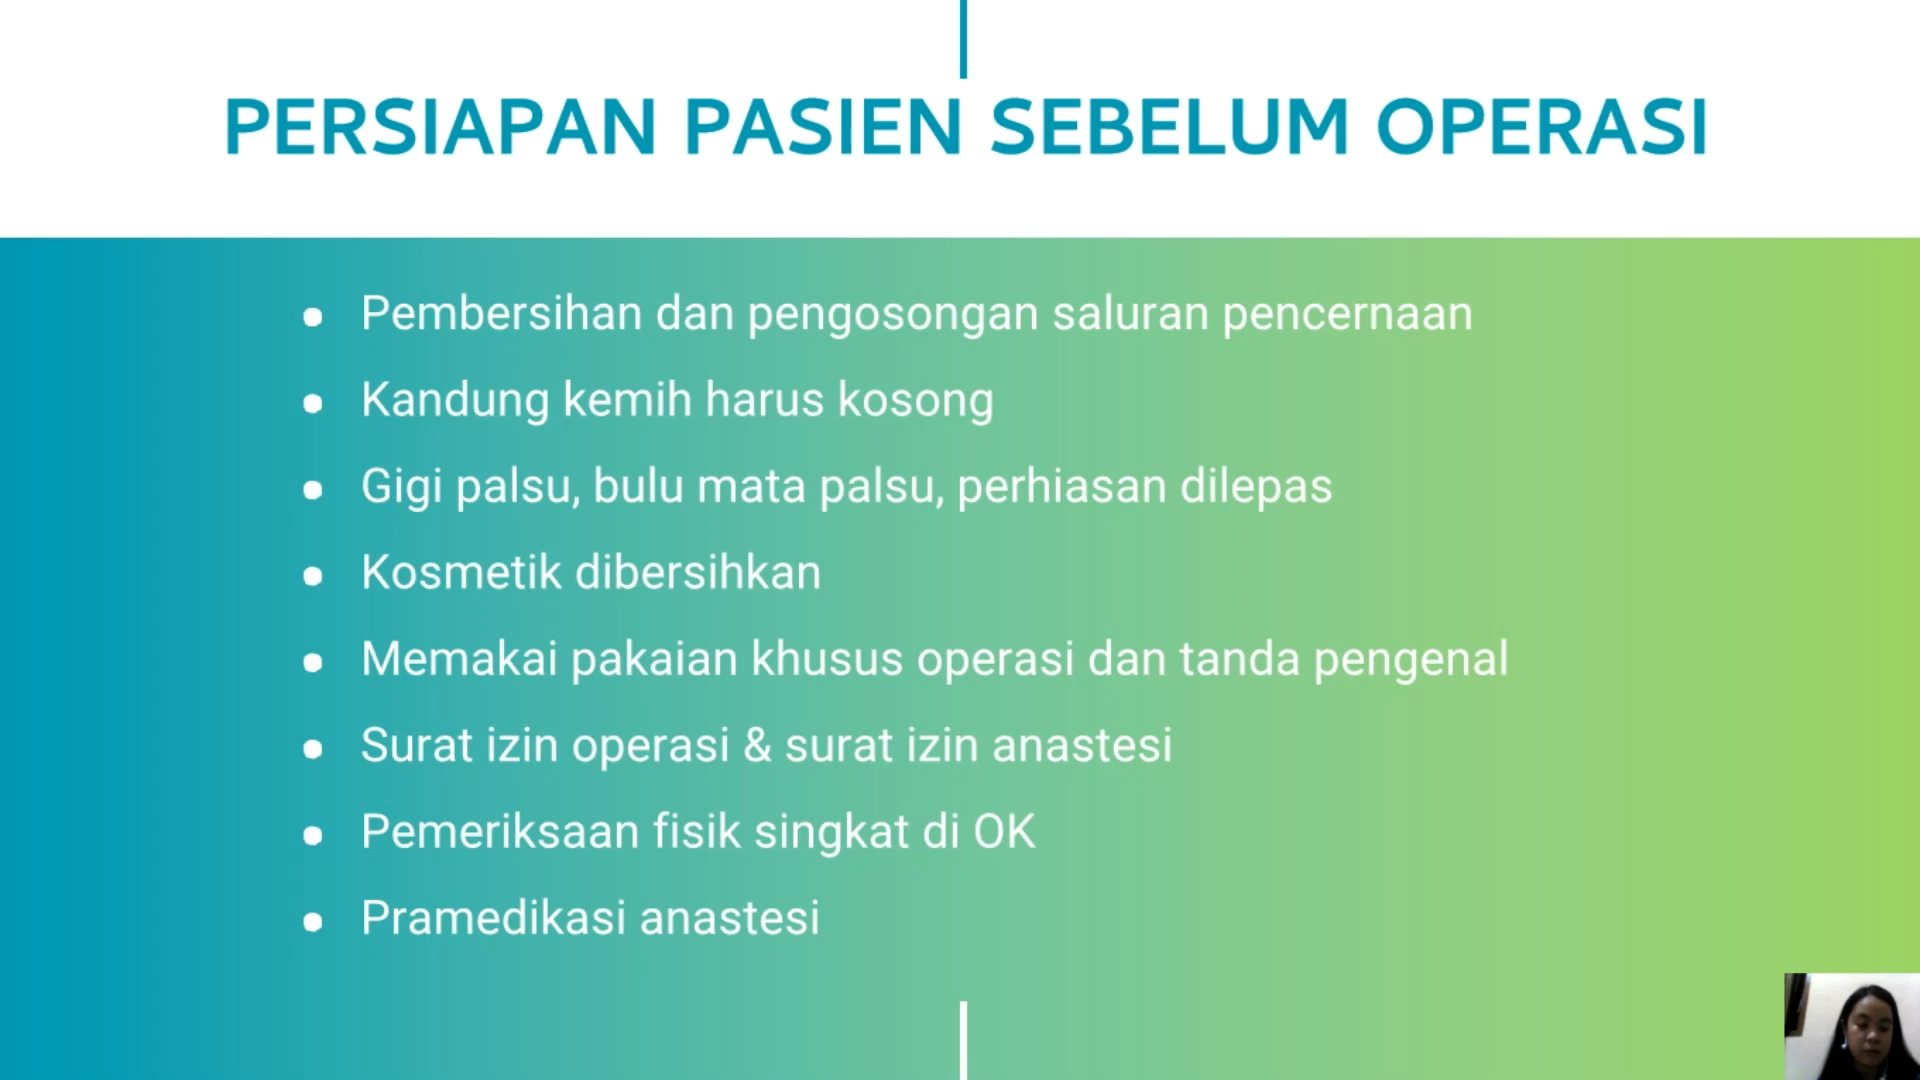 PERSIAPAN PASIEN SEBELUM OPERASI
• Pembersihan dan pengosongan saluran pencernaan
• Kandung kemih harus kosong
• Gigi palsu, bulu mata palsu, perhiasan dilepas
• Kosmetik dibersihkan
• Memakai pakaian khusus operasi dan tanda pengenal
• Surat izin operasi & surat izin anastesi
• Pemeriksaan fisik singkat di OK
• Pramedikasi anastesi